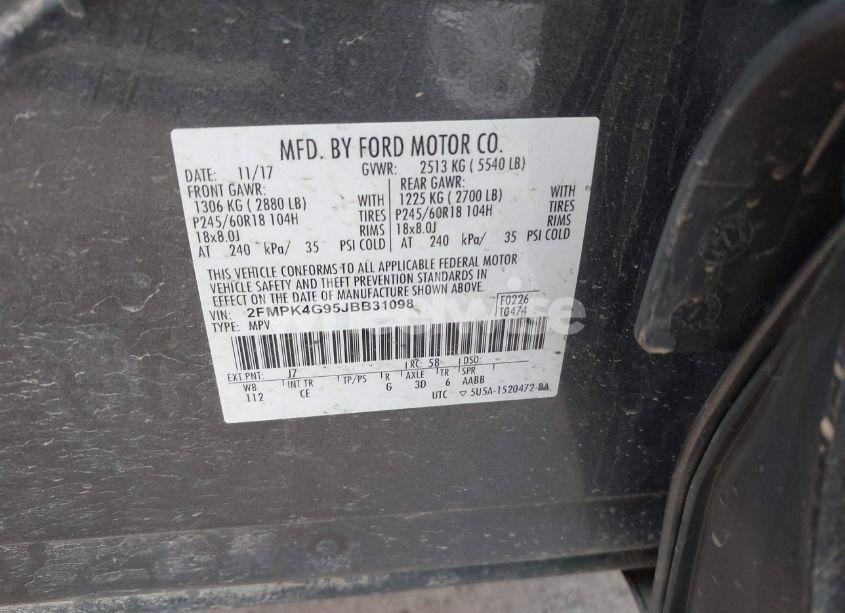 MFD. BY FORD MOTOR CO.
DATE: 11/17 GVWR: 2513 KG ( 5540 LB)
FRONT GAWR: REAR GAWR:
1306 KG ( 2880 LB) WITH 1225 KG ( 2700 LB) WITH
P245/60R18 104H TIRES P245/60R18 104H TIRES
18x8.0J RIMS 18x8.0J RIMS
AT 240 kPa/ 35 PSI COLD AT 240 kPa/ 35 PSI COLD
THIS VEHICLE CONFORMS TO ALL APPLICABLE FEDERAL MOTOR
VEHICLE SAFETY AND THEFT PREVENTION STANDARDS IN
EFFECT ON THE DATE OF MANUFACTURE SHOWN ABOVE.
VIN: 2FMPK4G95JBB31098 F0226
TYPE: MPV T0474
EXT PNT: J7 RC: 58 DSO:
WB INT TR TP/PS R AXLE TR SPR
112 CE G 3D 6 AABB
UTC ▽ 5U5A-1520472-BA